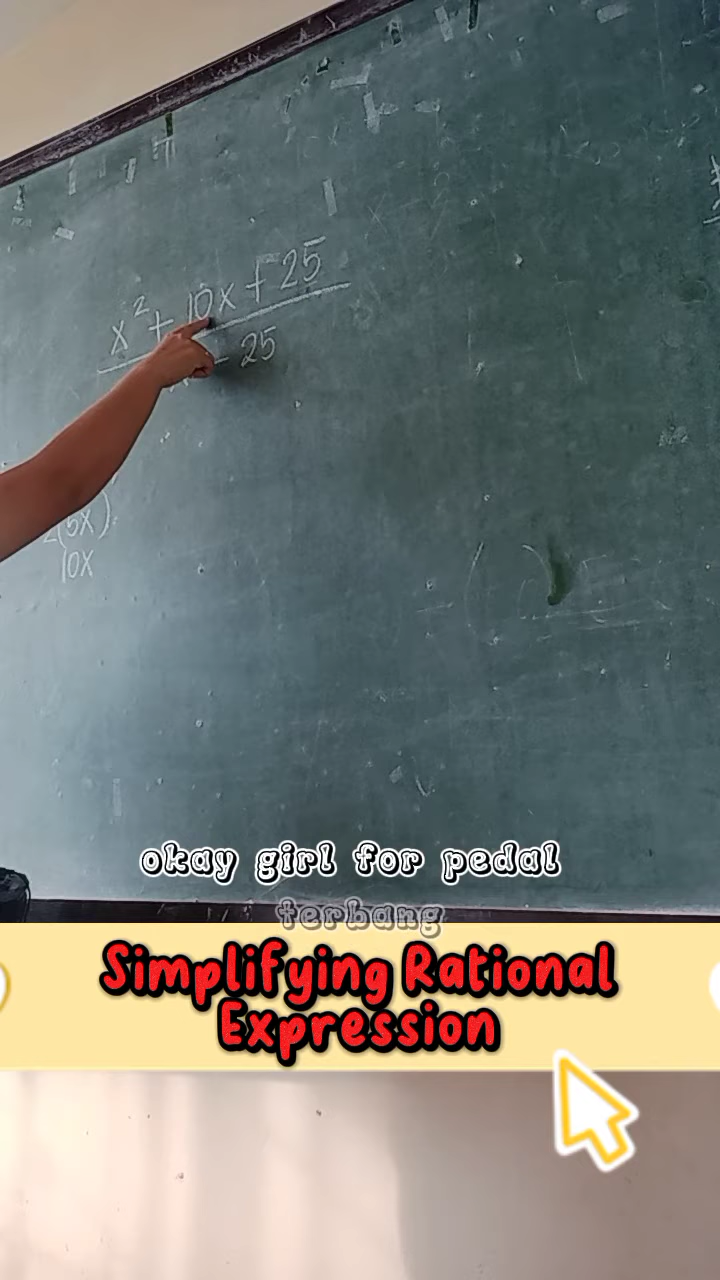 x² + 10x + 25
- 25
2(5x)
10x
okay girl for pedal
terbang
Simplifying Rational
Expression